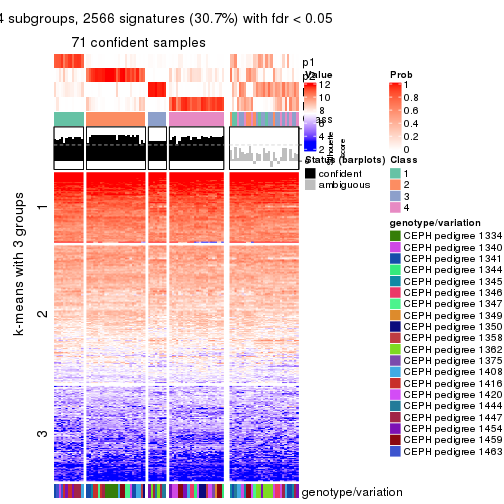 4 subgroups, 2566 signatures (30.7%) with fdr < 0.05
71 confident samples
p1
p2
Value
12
10
8
6
4
2
Prob
1
0.8
0.6
0.4
0.2
0
Class
Silhouette
score
Status (barplots)
confident
ambiguous
Class
1
2
3
4
k-means with 3 groups
1
2
3
genotype/variation
CEPH pedigree 1334
CEPH pedigree 1340
CEPH pedigree 1341
CEPH pedigree 1344
CEPH pedigree 1345
CEPH pedigree 1346
CEPH pedigree 1347
CEPH pedigree 1349
CEPH pedigree 1350
CEPH pedigree 1358
CEPH pedigree 1362
CEPH pedigree 1375
CEPH pedigree 1408
CEPH pedigree 1416
CEPH pedigree 1420
CEPH pedigree 1444
CEPH pedigree 1447
CEPH pedigree 1454
CEPH pedigree 1459
CEPH pedigree 1463
genotype/variation